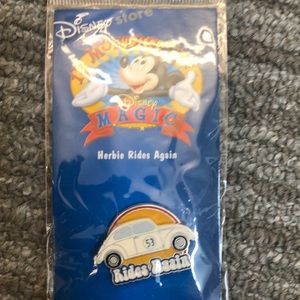 Disney store
Disney
MAGIC
Herbie Rides Again
53
Rides Again